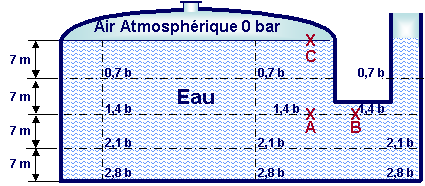 Air Atmosphérique 0 bar
7 m
X
C
0,7 b
0,7 b
0,7 b
7 m
Eau
1,4 b
1,4 b
X
A
X
B
1,4 b
7 m
2,1 b
2,1 b
2,1 b
7 m
2,8 b
2,8 b
2,8 b